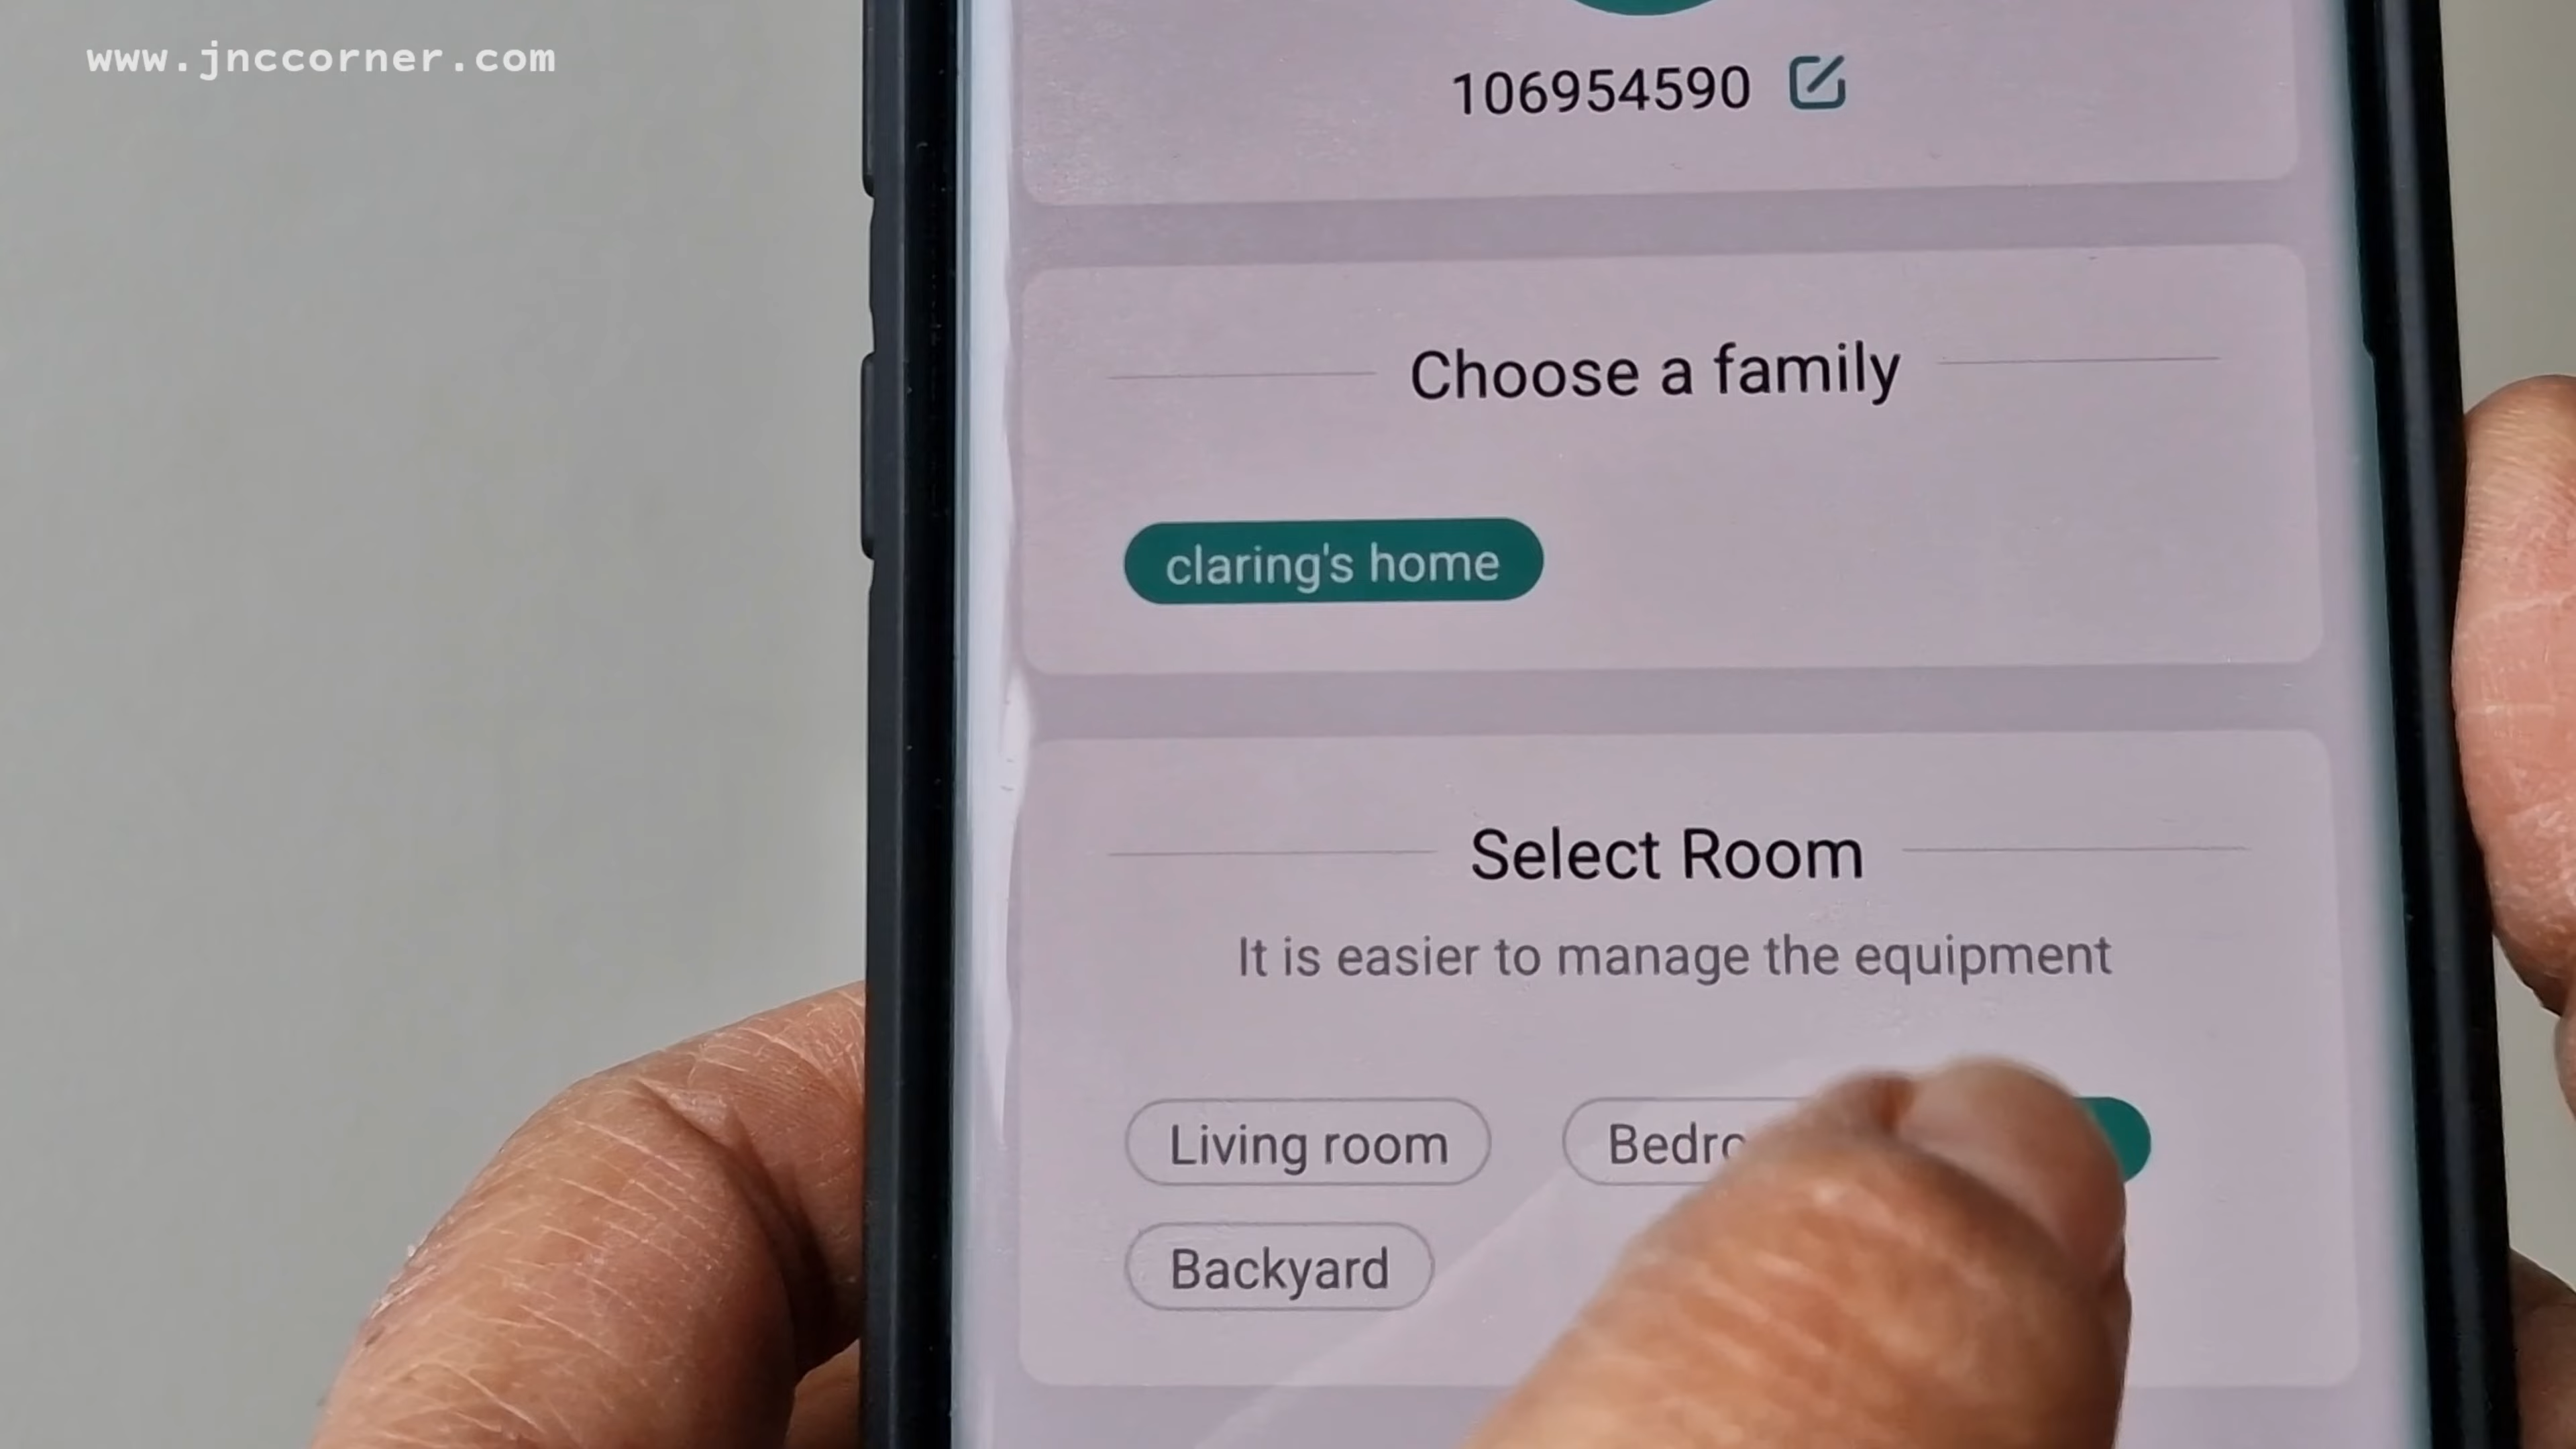 www.jnccorner.com
106954590
Choose a family
claring's home
Select Room
It is easier to manage the equipment
Living room
Backyard